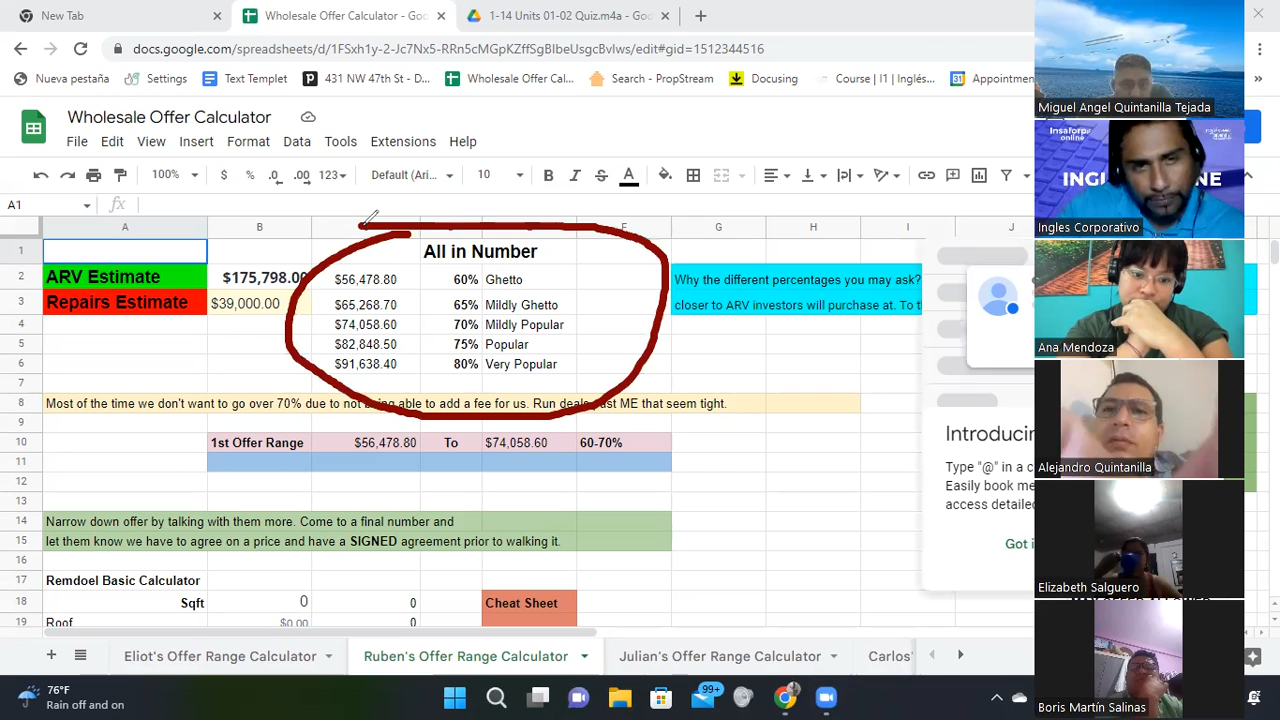 New Tab
Wholesale Offer Calculator - Goo
1-14 Units 01-02 Quiz.m4a - Goo
docs.google.com/spreadsheets/d/1FSxh1y-2-Jc7Nx5-RRn5cMGpKZffSgBIbeUsgcBvIws/edit#gid=1512344516
Nueva pestaña Settings Text Templet 431 NW 47th St - D... Wholesale Offer Cal... Search - PropStream Docusing Course | I1 | Inglés... Appointmen
Wholesale Offer Calculator
File Edit View Insert Format Data Tools Extensions Help
100% $ % .0 .00 123 Default (Ari... 10 B I S A
A1 fx
A B C D E F G H I J
1 All in Number
2 ARV Estimate $175,798.00 $56,478.80 60% Ghetto Why the different percentages you may ask?
3 Repairs Estimate $39,000.00 $65,268.70 65% Mildly Ghetto closer to ARV investors will purchase at. To
4 $74,058.60 70% Mildly Popular
5 $82,848.50 75% Popular
6 $91,638.40 80% Very Popular
7
8 Most of the time we don't want to go over 70% due to not being able to add a fee for us. Run deals past ME that seem tight.
9
10 1st Offer Range $56,478.80 To $74,058.60 60-70%
11
12
13
14 Narrow down offer by talking with them more. Come to a final number and
15 let them know we have to agree on a price and have a SIGNED agreement prior to walking it.
16
17 Remdoel Basic Calculator
18 Sqft 0 0 Cheat Sheet
19 Roof $0.00 0
Introducin
Type "@" in a c
Easily book me
access detailed
Got i
Eliot's Offer Range Calculator Ruben's Offer Range Calculator Julian's Offer Range Calculator Carlos'
76°F
Rain off and on
99+
Miguel Angel Quintanilla Tejada
Insaforp online
INGL NE
Ingles Corporativo
Ana Mendoza
Alejandro Quintanilla
Elizabeth Salguero
Boris Martín Salinas